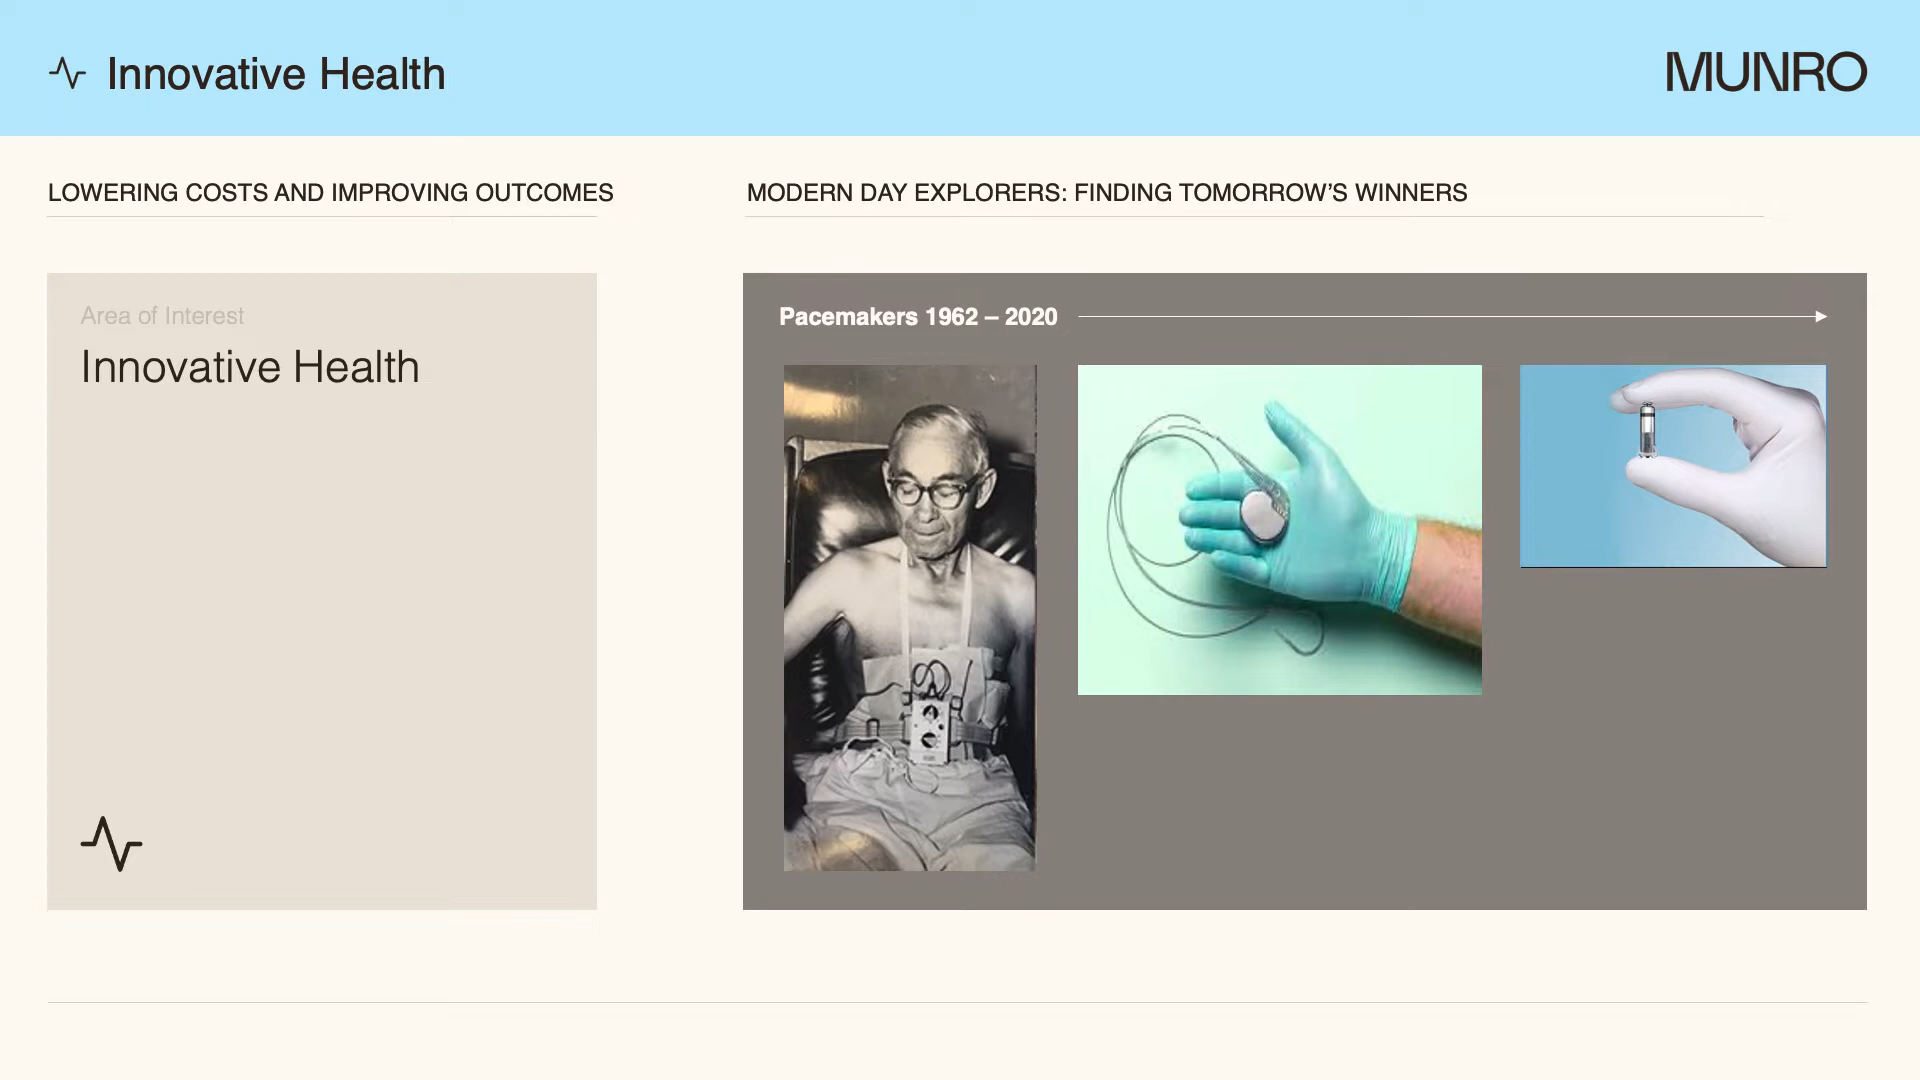 Innovative Health
MUNRO
LOWERING COSTS AND IMPROVING OUTCOMES
MODERN DAY EXPLORERS: FINDING TOMORROW’S WINNERS
Area of Interest
Innovative Health
Pacemakers 1962 – 2020